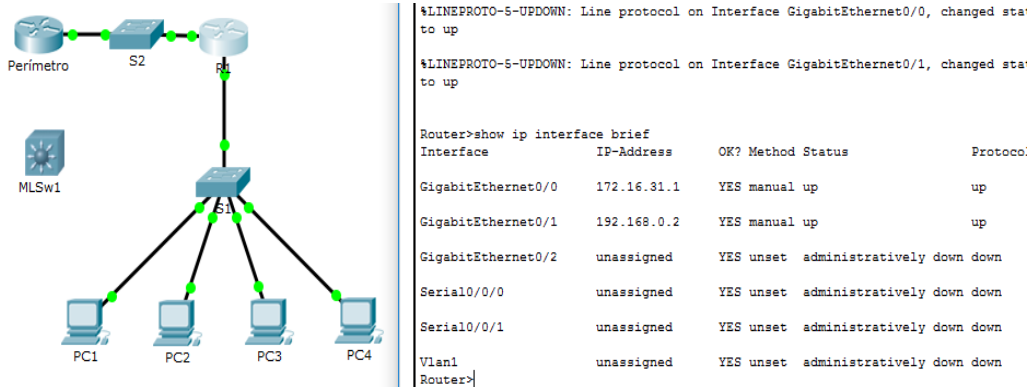 Perímetro
S2
R1
MLSw1
S1
PC1
PC2
PC3
PC4
%LINEPROTO-5-UPDOWN: Line protocol on Interface GigabitEthernet0/0, changed
to up
%LINEPROTO-5-UPDOWN: Line protocol on Interface GigabitEthernet0/1, changed
to up
Router>show ip interface brief
Interface IP-Address OK? Method Status Protocol
GigabitEthernet0/0 172.16.31.1 YES manual up up
GigabitEthernet0/1 192.168.0.2 YES manual up up
GigabitEthernet0/2 unassigned YES unset administratively down down
Serial0/0/0 unassigned YES unset administratively down down
Serial0/0/1 unassigned YES unset administratively down down
Vlan1 unassigned YES unset administratively down down
Router>